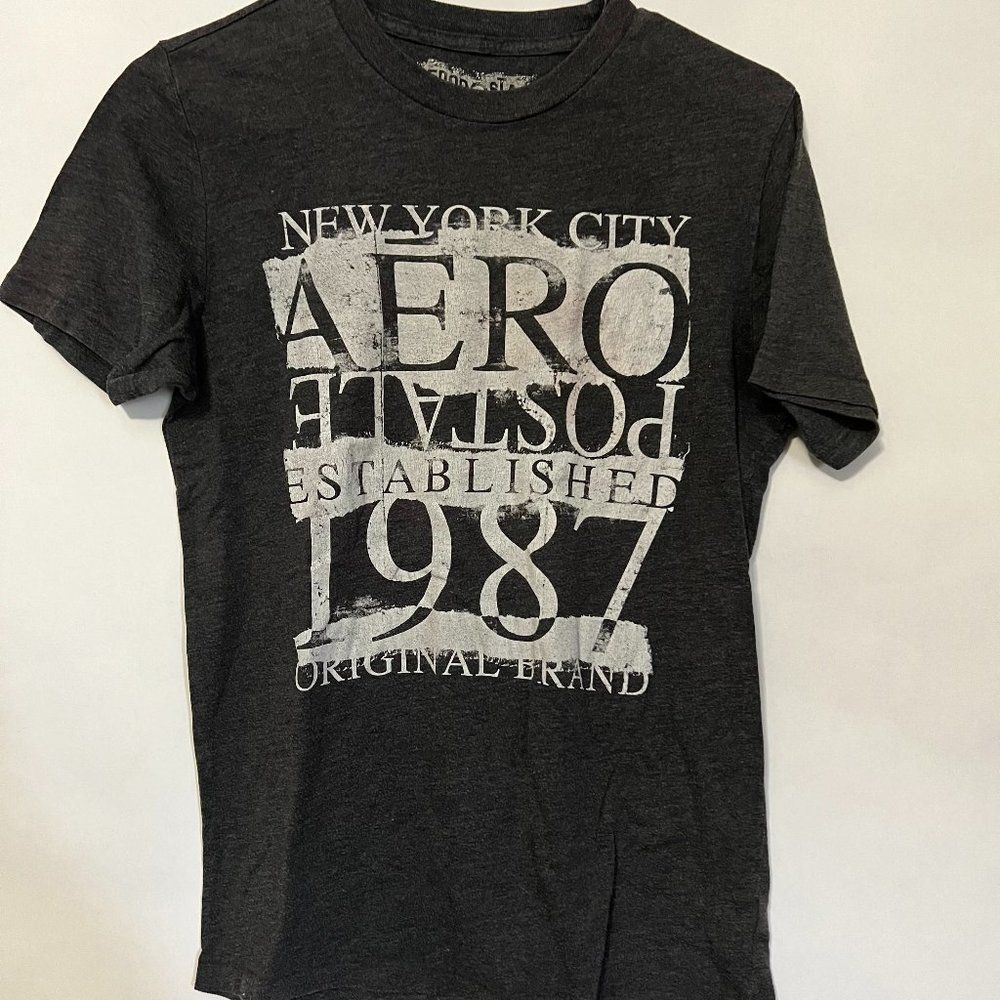 NEW YORK CITY
AERO
POSTALE
ESTABLISHED
1987
ORIGINAL BRAND